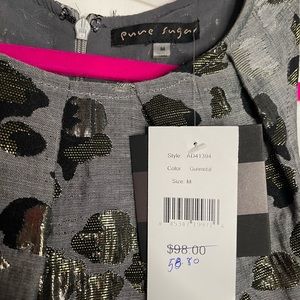 pure sugar
M
Style: AD41394
Color: Gunmetal
Size: M
$98.00
58.80